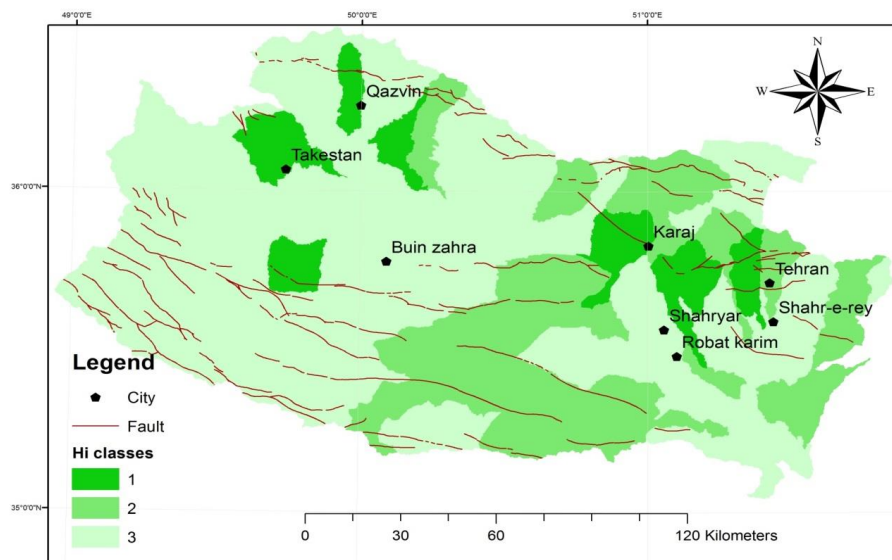 49°0'0"E
50°0'0"E
51°0'0"E
N
W
E
S
Qazvin
Takestan
36°0'0"N
Karaj
Buin zahra
Tehran
Shahryar
Shahr-e-rey
Robat karim
Legend
City
Fault
Hi classes
1
2
3
35°0'0"N
0
30
60
120 Kilometers